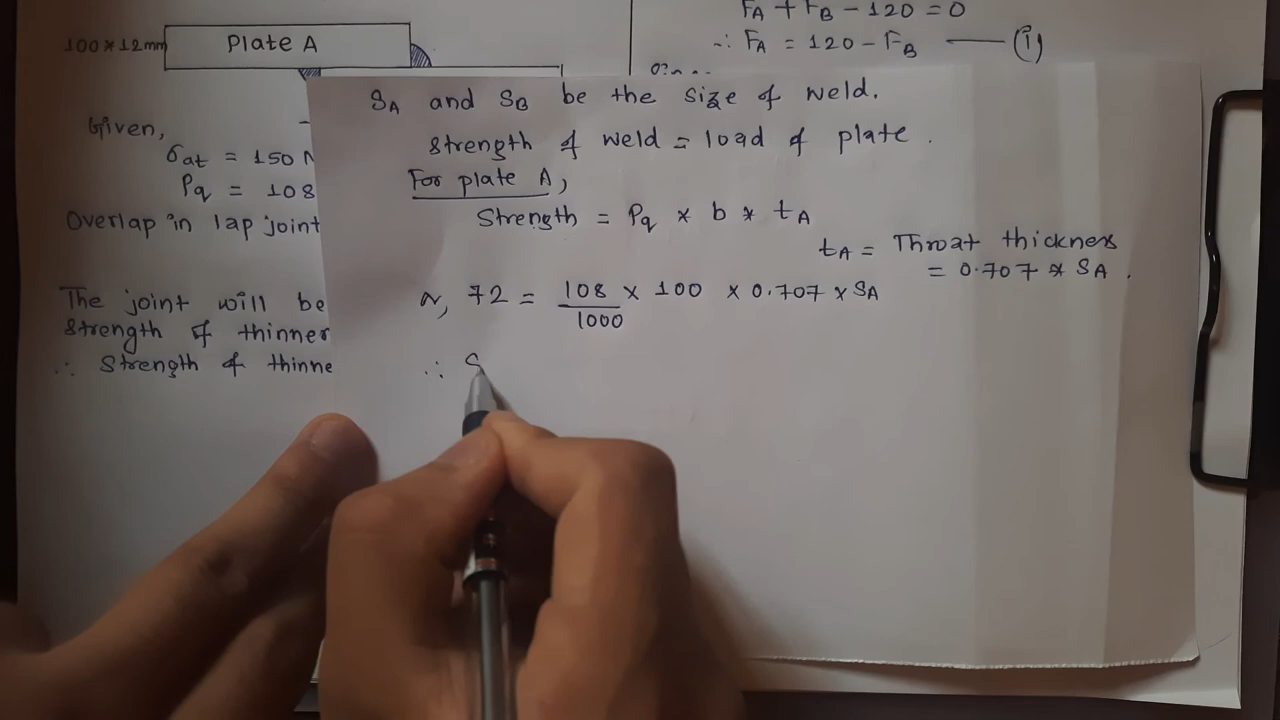 100*12mm
Plate A
FA + FB - 120 = 0
∴ FA = 120 - FB —— (i)
Given,
σat = 150 N
Pq = 108
Overlap in lap joint
The joint will be
Strength of thinner
∴ Strength of thinne
SA and SB be the size of weld.
Strength of weld = load of plate.
For plate A,
Strength = Pq * b * tA
tA = Throat thickness
= 0.707 * SA.
or, 72 = 108/1000 × 100 × 0.707 × SA
∴ S